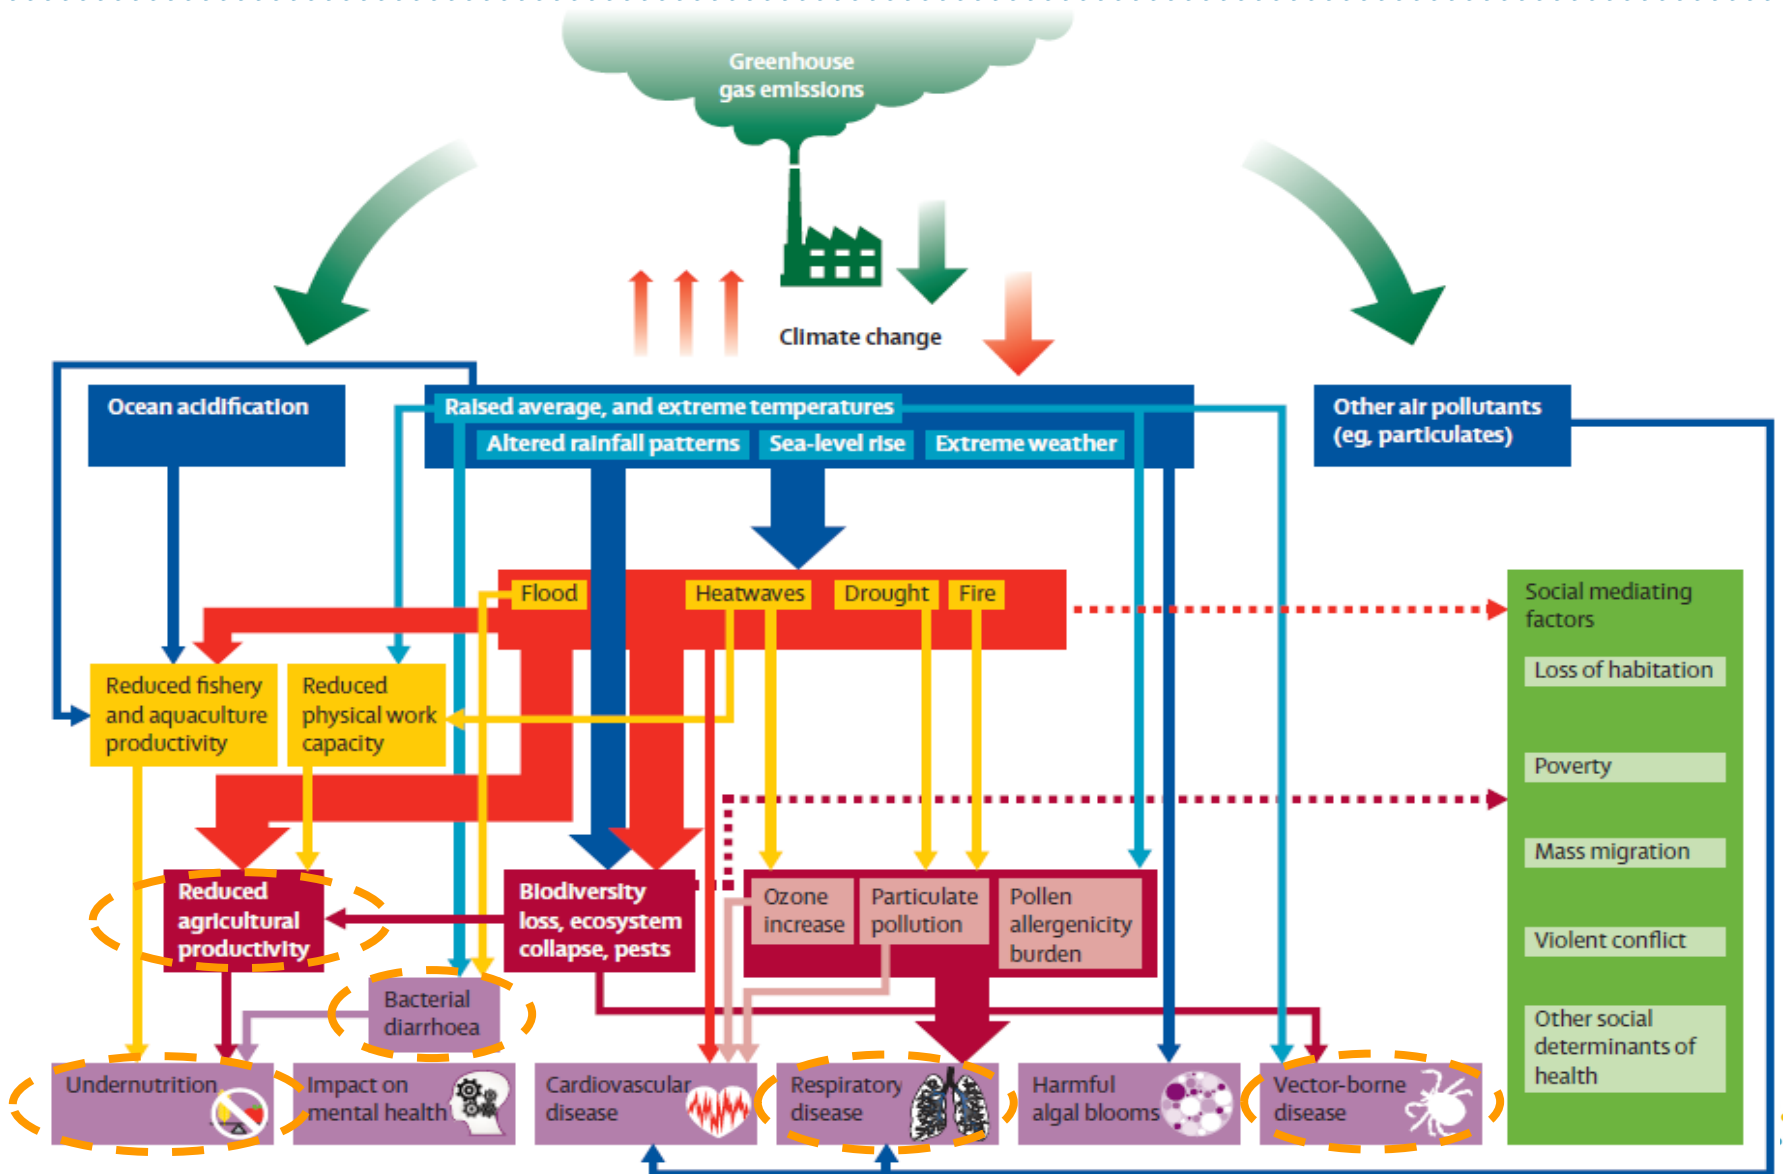 Greenhouse
gas emissions
Climate change
Ocean acidification
Raised average, and extreme temperatures
Altered rainfall patterns
Sea-level rise
Extreme weather
Other air pollutants
(eg, particulates)
Flood
Heatwaves
Drought
Fire
Social mediating
factors
Loss of habitation
Poverty
Mass migration
Violent conflict
Other social
determinants of
health
Reduced fishery
and aquaculture
productivity
Reduced
physical work
capacity
Reduced
agricultural
productivity
Biodiversity
loss, ecosystem
collapse, pests
Ozone
increase
Particulate
pollution
Pollen
allergenicity
burden
Bacterial
diarrhoea
Undernutrition
Impact on
mental health
Cardiovascular
disease
Respiratory
disease
Harmful
algal blooms
Vector-borne
disease